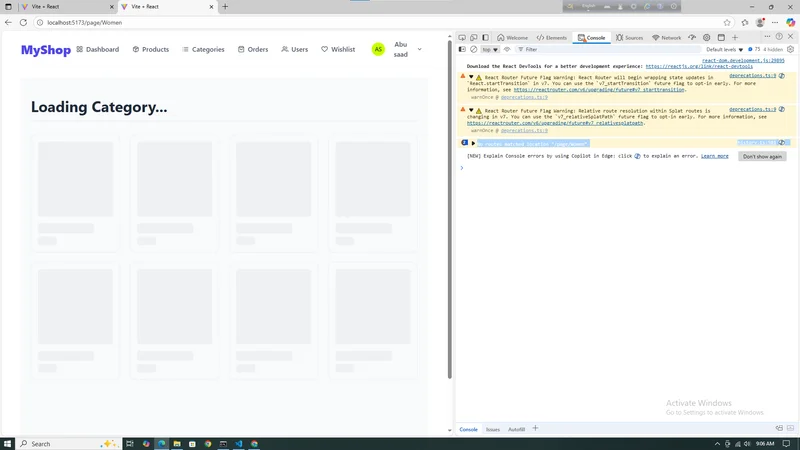 Vite + React
Vite + React
localhost:5173/page/Women
MyShop
Dashboard
Products
Categories
Orders
Users
Wishlist
AS
Abu saad
Loading Category...
Welcome
Elements
Console
Sources
Network
top
Filter
Default levels
73
4 hidden
react-dom.development.js:29895
Download the React DevTools for a better development experience: https://reactjs.org/link/react-devtools
React Router Future Flag Warning: React Router will begin wrapping state updates in
deprecations.ts:9
`React.startTransition` in v7. You can use the `v7_startTransition` future flag to opt-in early. For more
information, see https://reactrouter.com/v6/upgrading/future#v7_starttransition.
warnOnce @ deprecations.ts:9
React Router Future Flag Warning: Relative route resolution within Splat routes is
deprecations.ts:9
changing in v7. You can use the `v7_relativeSplatPath` future flag to opt-in early. For more information, see
https://reactrouter.com/v6/upgrading/future#v7_relativesplatpath.
warnOnce @ deprecations.ts:9
No routes matched location "/page/Women"
[NEW] Explain Console errors by using Copilot in Edge: click to explain an error. Learn more
Don't show again
Activate Windows
Go to Settings to activate Windows.
Console
Issues
Autofill
Search
9:06 AM